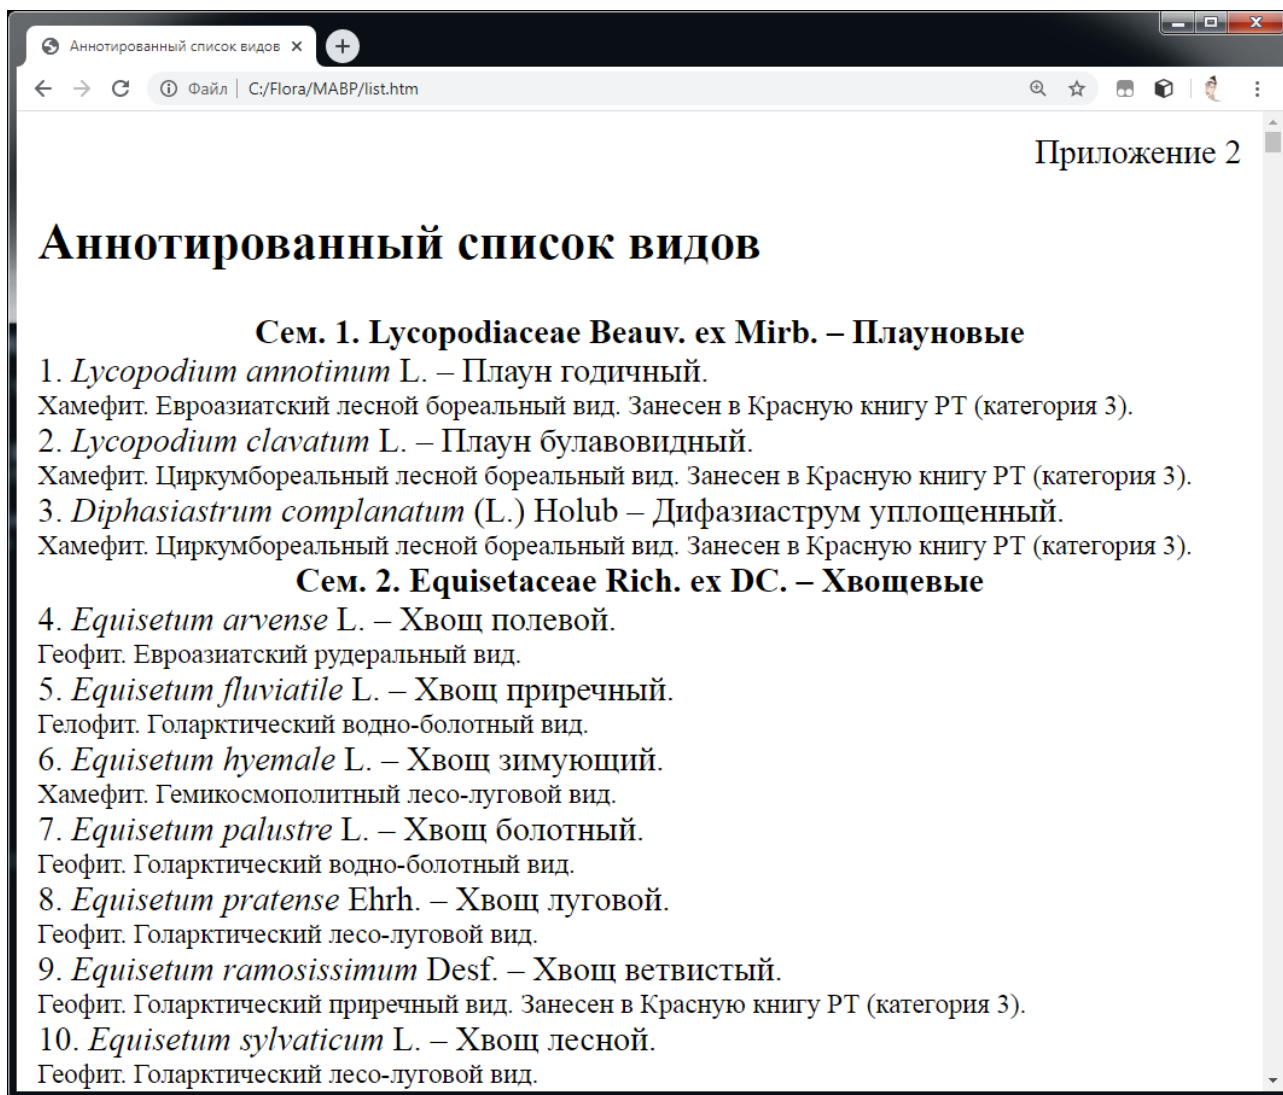 Аннотированный список видов
Файл C:/Flora/MABP/list.htm
Приложение 2
Аннотированный список видов
Сем. 1. Lycopodiaceae Beauv. ex Mirb. – Плауновые
1. Lycopodium annotinum L. – Плаун годичный.
Хамефит. Евроазиатский лесной бореальный вид. Занесен в Красную книгу РТ (категория 3).
2. Lycopodium clavatum L. – Плаун булавовидный.
Хамефит. Циркумбореальный лесной бореальный вид. Занесен в Красную книгу РТ (категория 3).
3. Diphasiastrum complanatum (L.) Holub – Дифазиаструм уплощенный.
Хамефит. Циркумбореальный лесной бореальный вид. Занесен в Красную книгу РТ (категория 3).
Сем. 2. Equisetaceae Rich. ex DC. – Хвощевые
4. Equisetum arvense L. – Хвощ полевой.
Геофит. Евроазиатский рудеральный вид.
5. Equisetum fluviatile L. – Хвощ приречный.
Гелофит. Голарктический водно-болотный вид.
6. Equisetum hyemale L. – Хвощ зимующий.
Хамефит. Гемикосмополитный лесо-луговой вид.
7. Equisetum palustre L. – Хвощ болотный.
Геофит. Голарктический водно-болотный вид.
8. Equisetum pratense Ehrh. – Хвощ луговой.
Геофит. Голарктический лесо-луговой вид.
9. Equisetum ramosissimum Desf. – Хвощ ветвистый.
Геофит. Голарктический приречный вид. Занесен в Красную книгу РТ (категория 3).
10. Equisetum sylvaticum L. – Хвощ лесной.
Геофит. Голарктический лесо-луговой вид.